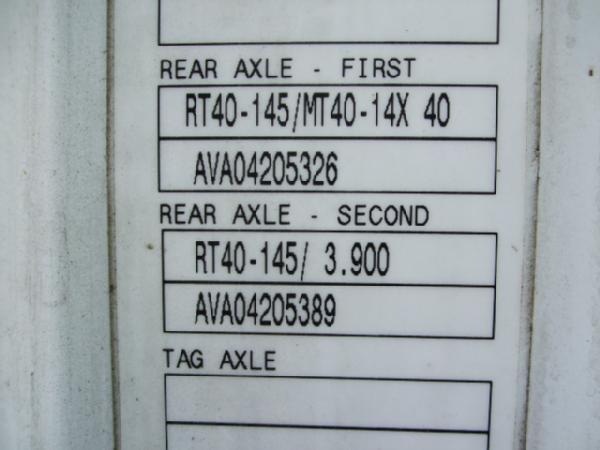 REAR AXLE - FIRST
RT40-145/MT40-14X 40
AVA04205326
REAR AXLE - SECOND
RT40-145/ 3.900
AVA04205389
TAG AXLE